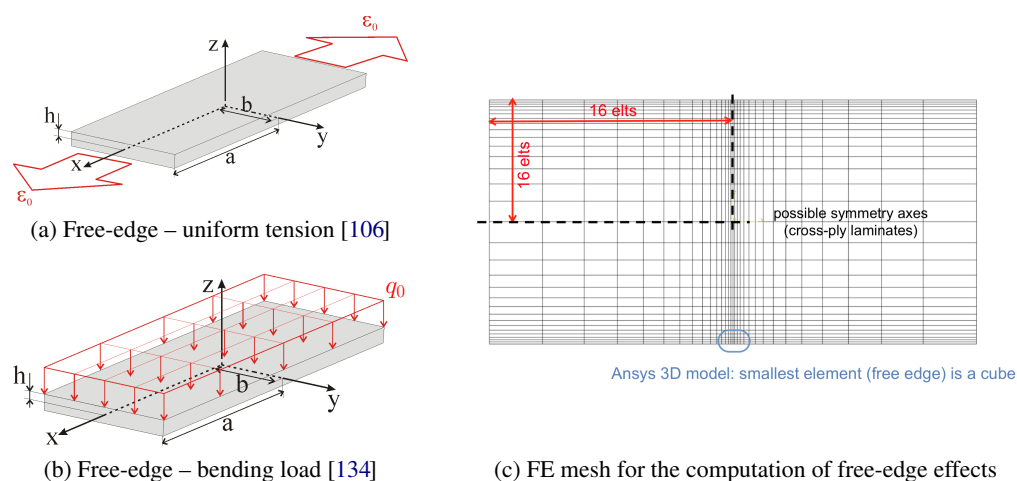 ε₀
z
b
h
y
x
a
ε₀
(a) Free-edge – uniform tension [106]
z
q₀
h
b
y
x
a
(b) Free-edge – bending load [134]
16 elts
16 elts
possible symmetry axes
(cross-ply laminates)
Ansys 3D model: smallest element (free edge) is a cube
(c) FE mesh for the computation of free-edge effects